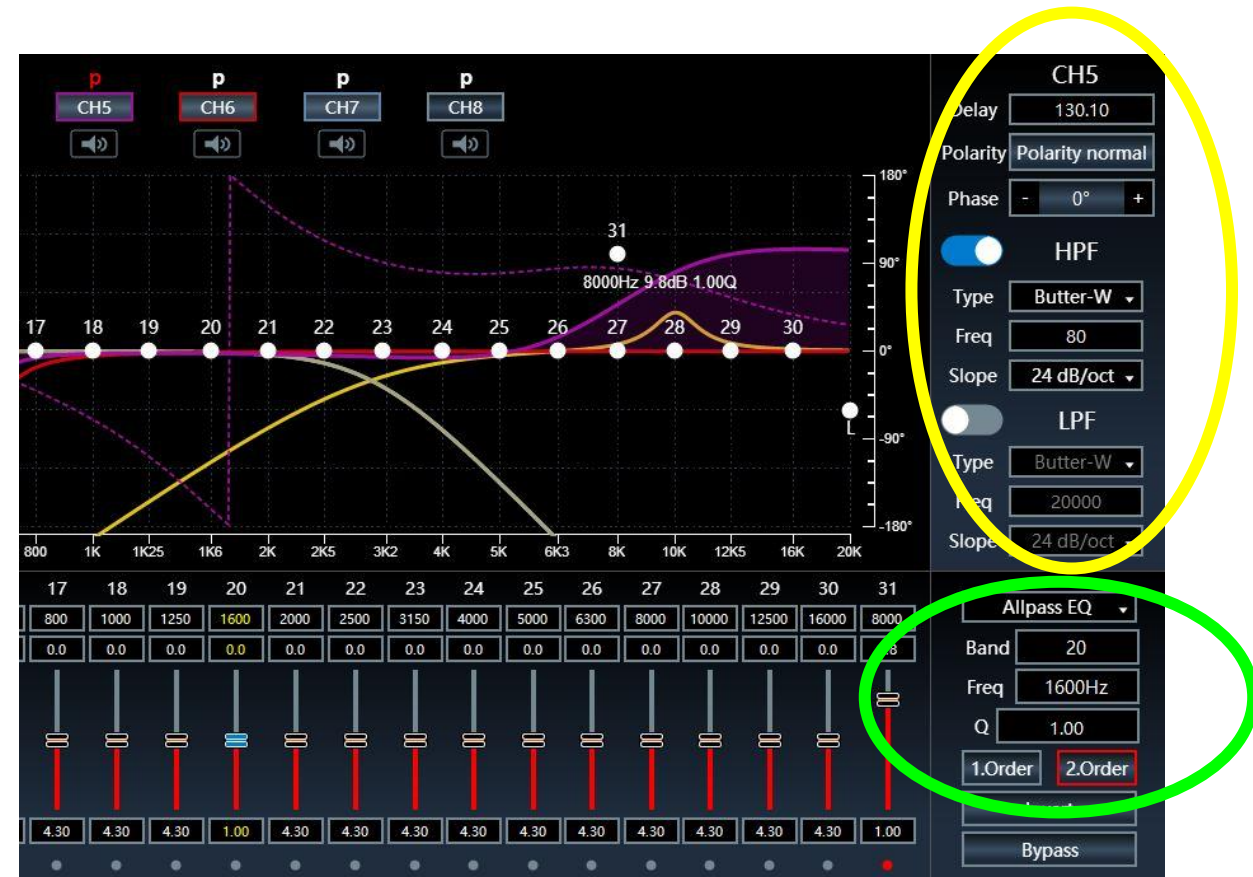 p p p p
CH5 CH6 CH7 CH8
CH5
Delay 130.10
Polarity Polarity normal
180°
Phase - 0° +
31
HPF
90°
8000Hz 9.8dB 1.00Q
Type Butter-W
17 18 19 20 21 22 23 24 25 26 27 28 29 30
Freq 80
0°
Slope 24 dB/oct
LPF
L
-90°
Type Butter-W
Freq 20000
-180°
Slope 24 dB/oct
800 1K 1K25 1K6 2K 2K5 3K2 4K 5K 6K3 8K 10K 12K5 16K 20K
17 18 19 20 21 22 23 24 25 26 27 28 29 30 31
800 1000 1250 1600 2000 2500 3150 4000 5000 6300 8000 10000 12500 16000 8000
0.0 0.0 0.0 0.0 0.0 0.0 0.0 0.0 0.0 0.0 0.0 0.0 0.0 0.0
4.30 4.30 4.30 1.00 4.30 4.30 4.30 4.30 4.30 4.30 4.30 4.30 4.30 4.30 1.00
Allpass EQ
Band 20
Freq 1600Hz
Q 1.00
1.Order 2.Order
Bypass